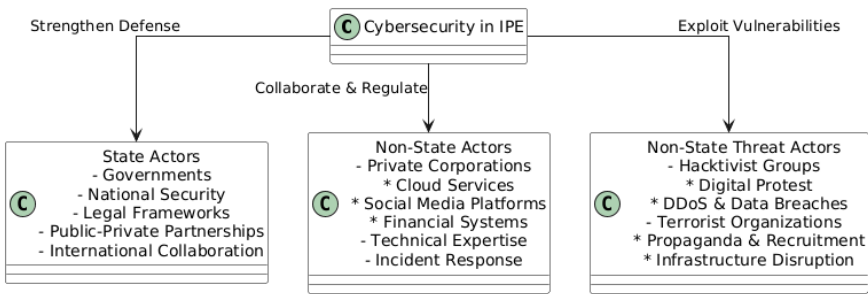 Strengthen Defense
C Cybersecurity in IPE
Exploit Vulnerabilities
Collaborate & Regulate
C
State Actors
- Governments
- National Security
- Legal Frameworks
- Public-Private Partnerships
- International Collaboration
C
Non-State Actors
- Private Corporations
* Cloud Services
* Social Media Platforms
* Financial Systems
- Technical Expertise
- Incident Response
C
Non-State Threat Actors
- Hacktivist Groups
* Digital Protest
* DDoS & Data Breaches
- Terrorist Organizations
* Propaganda & Recruitment
* Infrastructure Disruption